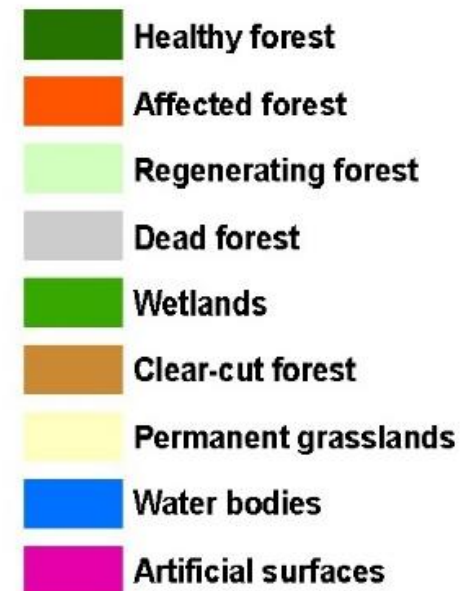 Healthy forest
Affected forest
Regenerating forest
Dead forest
Wetlands
Clear-cut forest
Permanent grasslands
Water bodies
Artificial surfaces